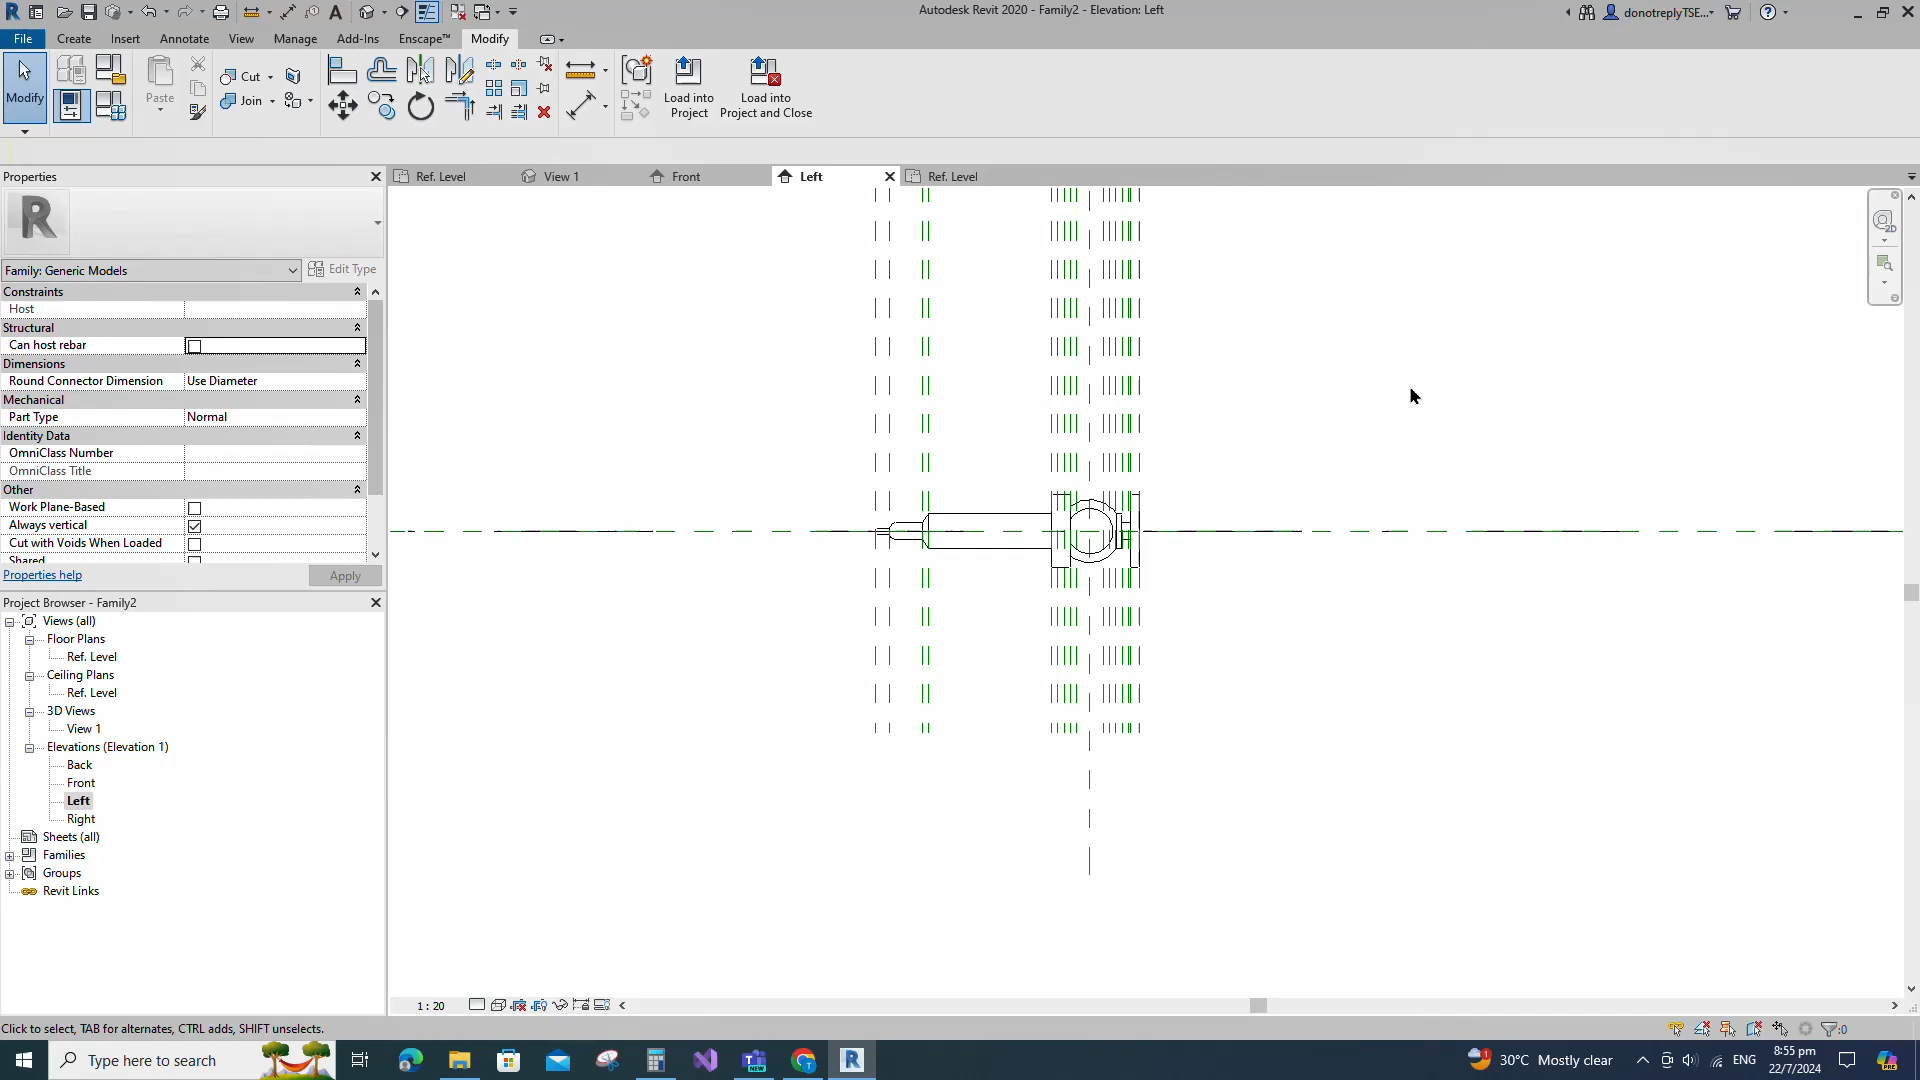 Autodesk Revit 2020 - Family2 - Elevation: Left
donotreplyTSE...
File
Create
Insert
Annotate
View
Manage
Add-Ins
Enscape™
Modify
Modify
Paste
Cut
Join
Load into
Project
Load into
Project and Close
Properties
Ref. Level
View 1
Front
Left
Ref. Level
2D
Family: Generic Models
Edit Type
Constraints
Host
Structural
Can host rebar
Dimensions
Round Connector Dimension
Use Diameter
Mechanical
Part Type
Normal
Identity Data
OmniClass Number
OmniClass Title
Other
Work Plane-Based
Always vertical
Cut with Voids When Loaded
Shared
Properties help
Apply
Project Browser - Family2
Views (all)
Floor Plans
Ref. Level
Ceiling Plans
Ref. Level
3D Views
View 1
Elevations (Elevation 1)
Back
Front
Left
Right
Sheets (all)
Families
Groups
Revit Links
1 : 20
Click to select, TAB for alternates, CTRL adds, SHIFT unselects.
:0
Type here to search
NEW
1
30°C Mostly clear
ENG
8:55 pm
22/7/2024
PRE